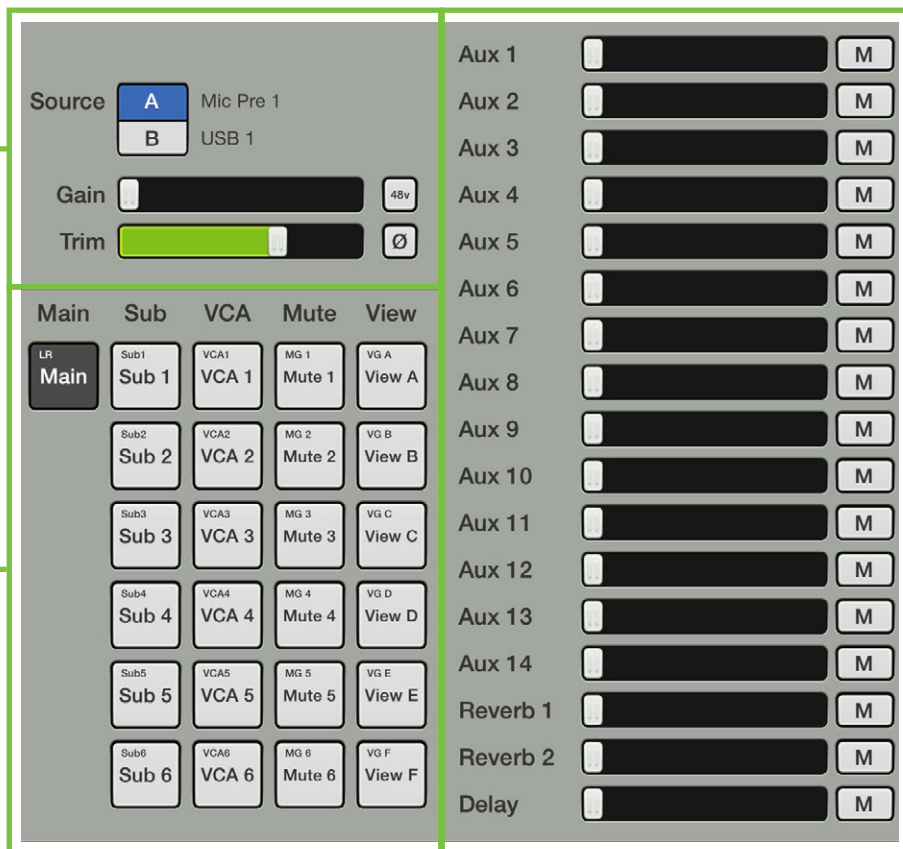 Source
A
Mic Pre 1
B
USB 1
Gain
48v
Trim
Ø
Main Sub VCA Mute View
LR
Main
Sub1
Sub 1
VCA1
VCA 1
MG 1
Mute 1
VG A
View A
Sub2
Sub 2
VCA2
VCA 2
MG 2
Mute 2
VG B
View B
Sub3
Sub 3
VCA3
VCA 3
MG 3
Mute 3
VG C
View C
Sub4
Sub 4
VCA4
VCA 4
MG 4
Mute 4
VG D
View D
Sub5
Sub 5
VCA5
VCA 5
MG 5
Mute 5
VG E
View E
Sub6
Sub 6
VCA6
VCA 6
MG 6
Mute 6
VG F
View F
Aux 1 M
Aux 2 M
Aux 3 M
Aux 4 M
Aux 5 M
Aux 6 M
Aux 7 M
Aux 8 M
Aux 9 M
Aux 10 M
Aux 11 M
Aux 12 M
Aux 13 M
Aux 14 M
Reverb 1 M
Reverb 2 M
Delay M